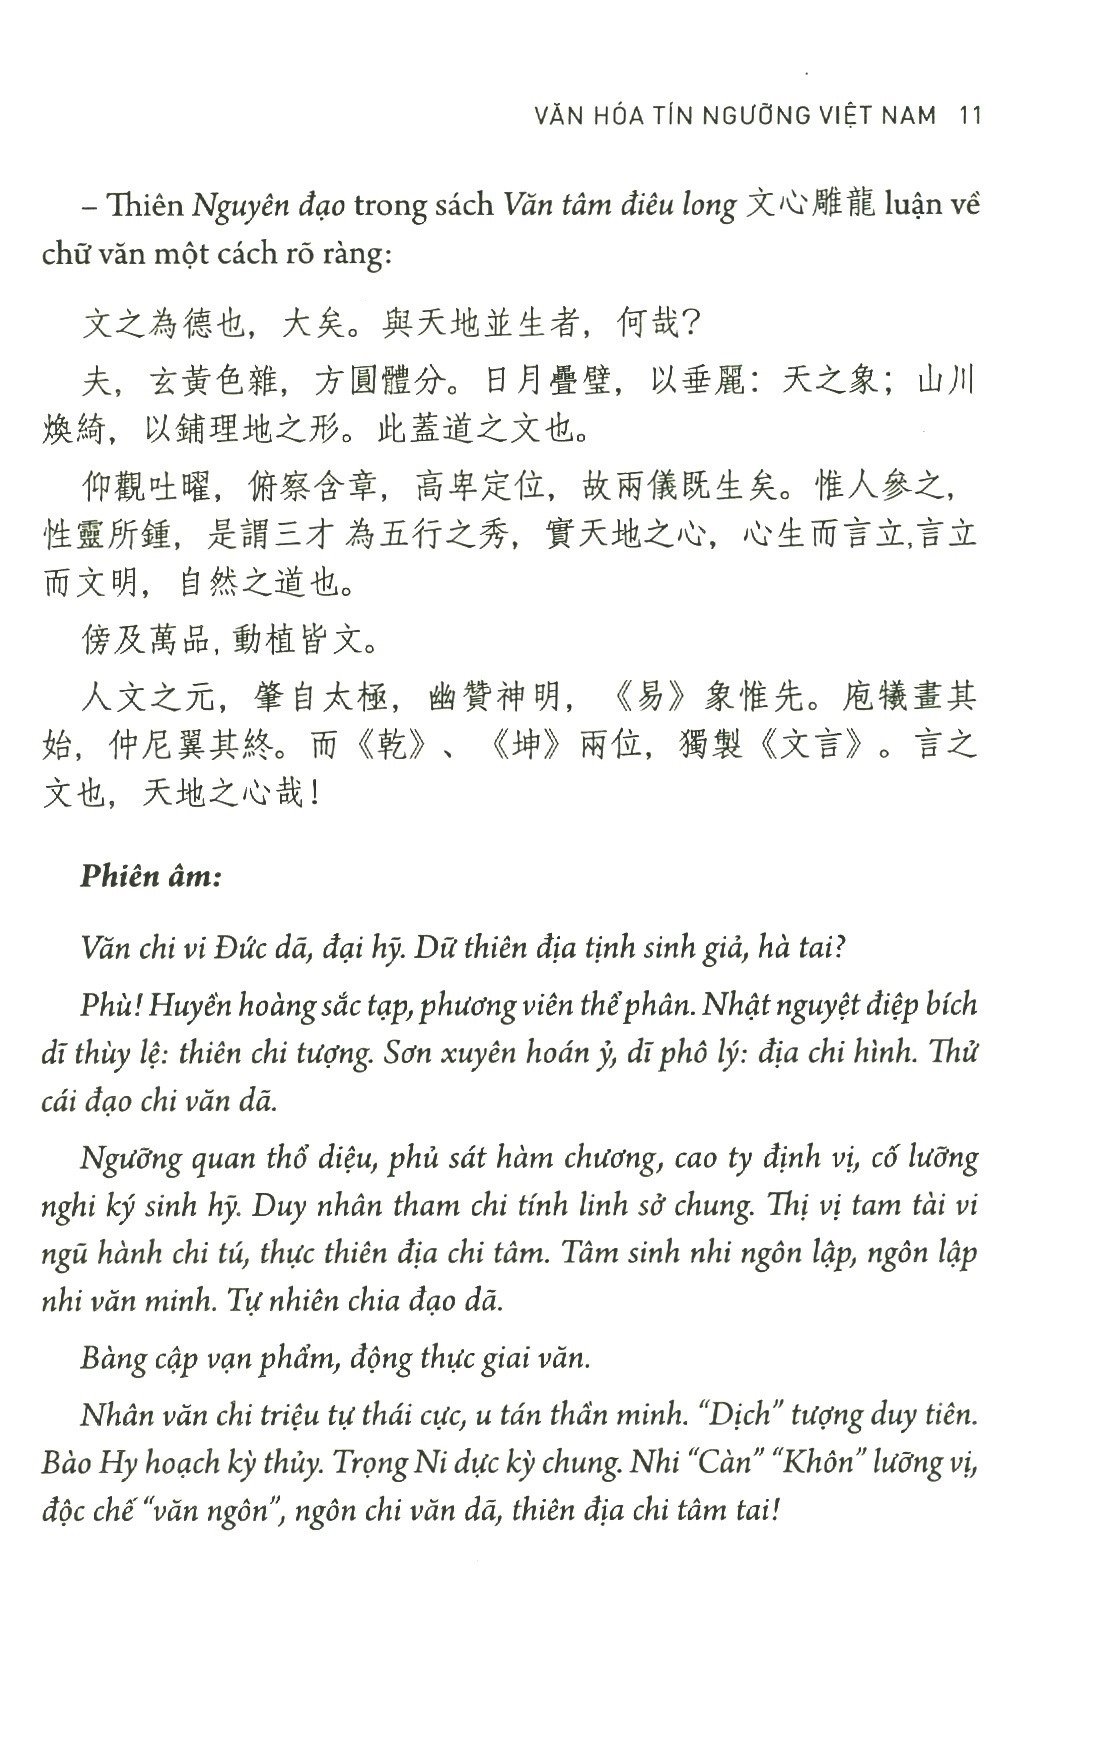 VĂN HÓA TÍN NGƯỠNG VIỆT NAM 11
– Thiên Nguyên đạo trong sách Văn tâm điêu long 文心雕龍 luận về
chữ văn một cách rõ ràng:
文之為德也，大矣。與天地並生者，何哉？
夫，玄黃色雜，方圓體分。日月疊璧，以垂麗：天之象；山川
煥綺，以鋪理地之形。此蓋道之文也。
仰觀吐曜，俯察含章，高卑定位，故兩儀既生矣。惟人參之，
性靈所鍾，是謂三才 為五行之秀，實天地之心，心生而言立,言立
而文明，自然之道也。
傍及萬品, 動植皆文。
人文之元，肇自太極，幽贊神明，《易》象惟先。庖犧畫其
始，仲尼翼其終。而《乾》、《坤》兩位，獨製《文言》。言之
文也，天地之心哉!
Phiên âm:
Văn chi vi Đức dã, đại hỹ. Dữ thiên địa tịnh sinh giả, hà tai?
Phù! Huyền hoàng sắc tạp, phương viên thể phân. Nhật nguyệt điệp bích
dĩ thùy lệ: thiên chi tượng. Sơn xuyên hoán ỷ, dĩ phô lý: địa chi hình. Thử
cái đạo chi văn dã.
Ngưỡng quan thổ diệu, phủ sát hàm chương, cao ty định vị, cố lưỡng
nghi ký sinh hỹ. Duy nhân tham chi tính linh sở chung. Thị vị tam tài vi
ngũ hành chi tú, thực thiên địa chi tâm. Tâm sinh nhi ngôn lập, ngôn lập
nhi văn minh. Tự nhiên chia đạo dã.
Bàng cập vạn phẩm, động thực giai văn.
Nhân văn chi triệu tự thái cực, u tán thần minh. “Dịch” tượng duy tiên.
Bào Hy hoạch kỳ thủy. Trọng Ni dực kỳ chung. Nhi “Càn” “Khôn” lưỡng vị,
độc chế “văn ngôn”, ngôn chi văn dã, thiên địa chi tâm tai!